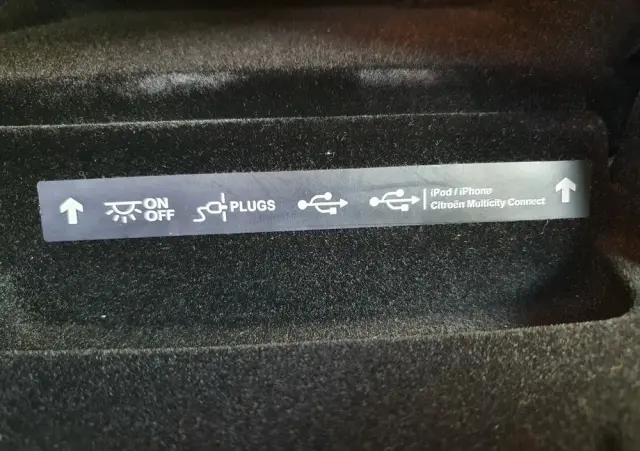 ON
OFF
PLUGS
iPod / iPhone
Citroën Multicity Connect